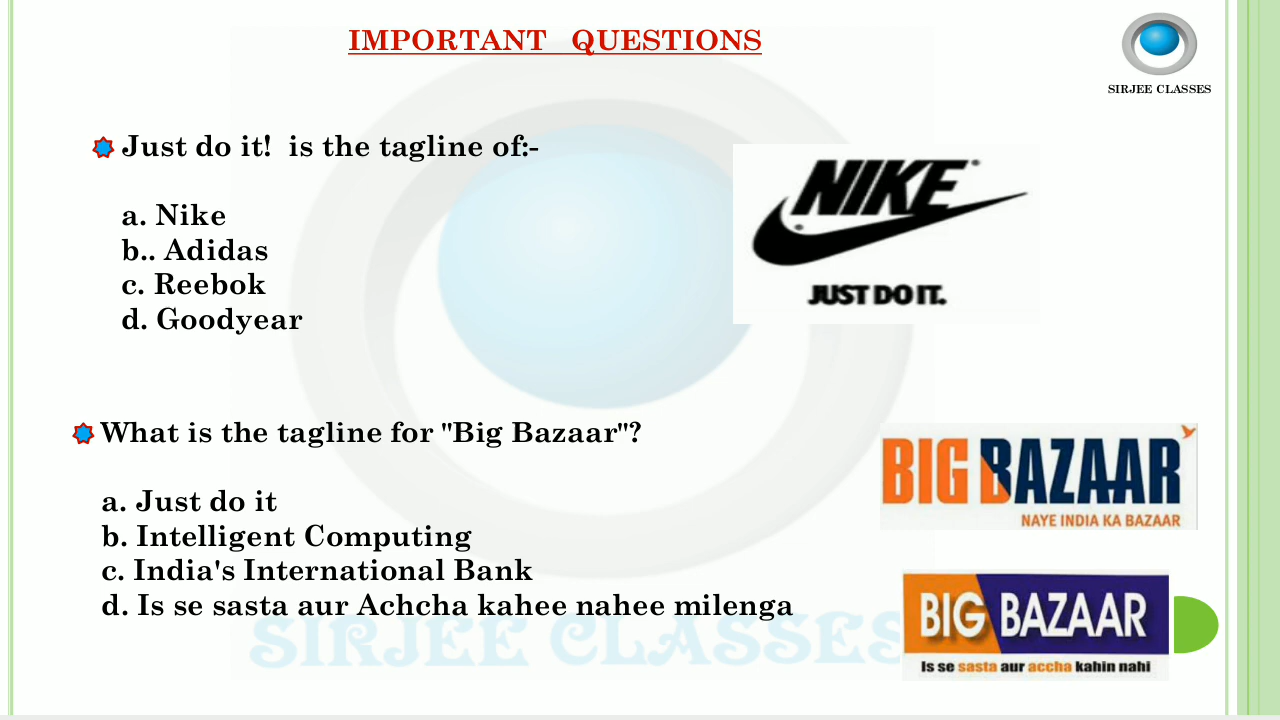 IMPORTANT QUESTIONS
SIRJEE CLASSES
Just do it! is the tagline of:-
a. Nike
b.. Adidas
c. Reebok
d. Goodyear
NIKE
JUST DO IT.
What is the tagline for "Big Bazaar"?
a. Just do it
b. Intelligent Computing
c. India's International Bank
d. Is se sasta aur Achcha kahee nahee milenga
BIG BAZAAR
NAYE INDIA KA BAZAAR
BIG BAZAAR
Is se sasta aur accha kahin nahi
SIRJEE CLASSES